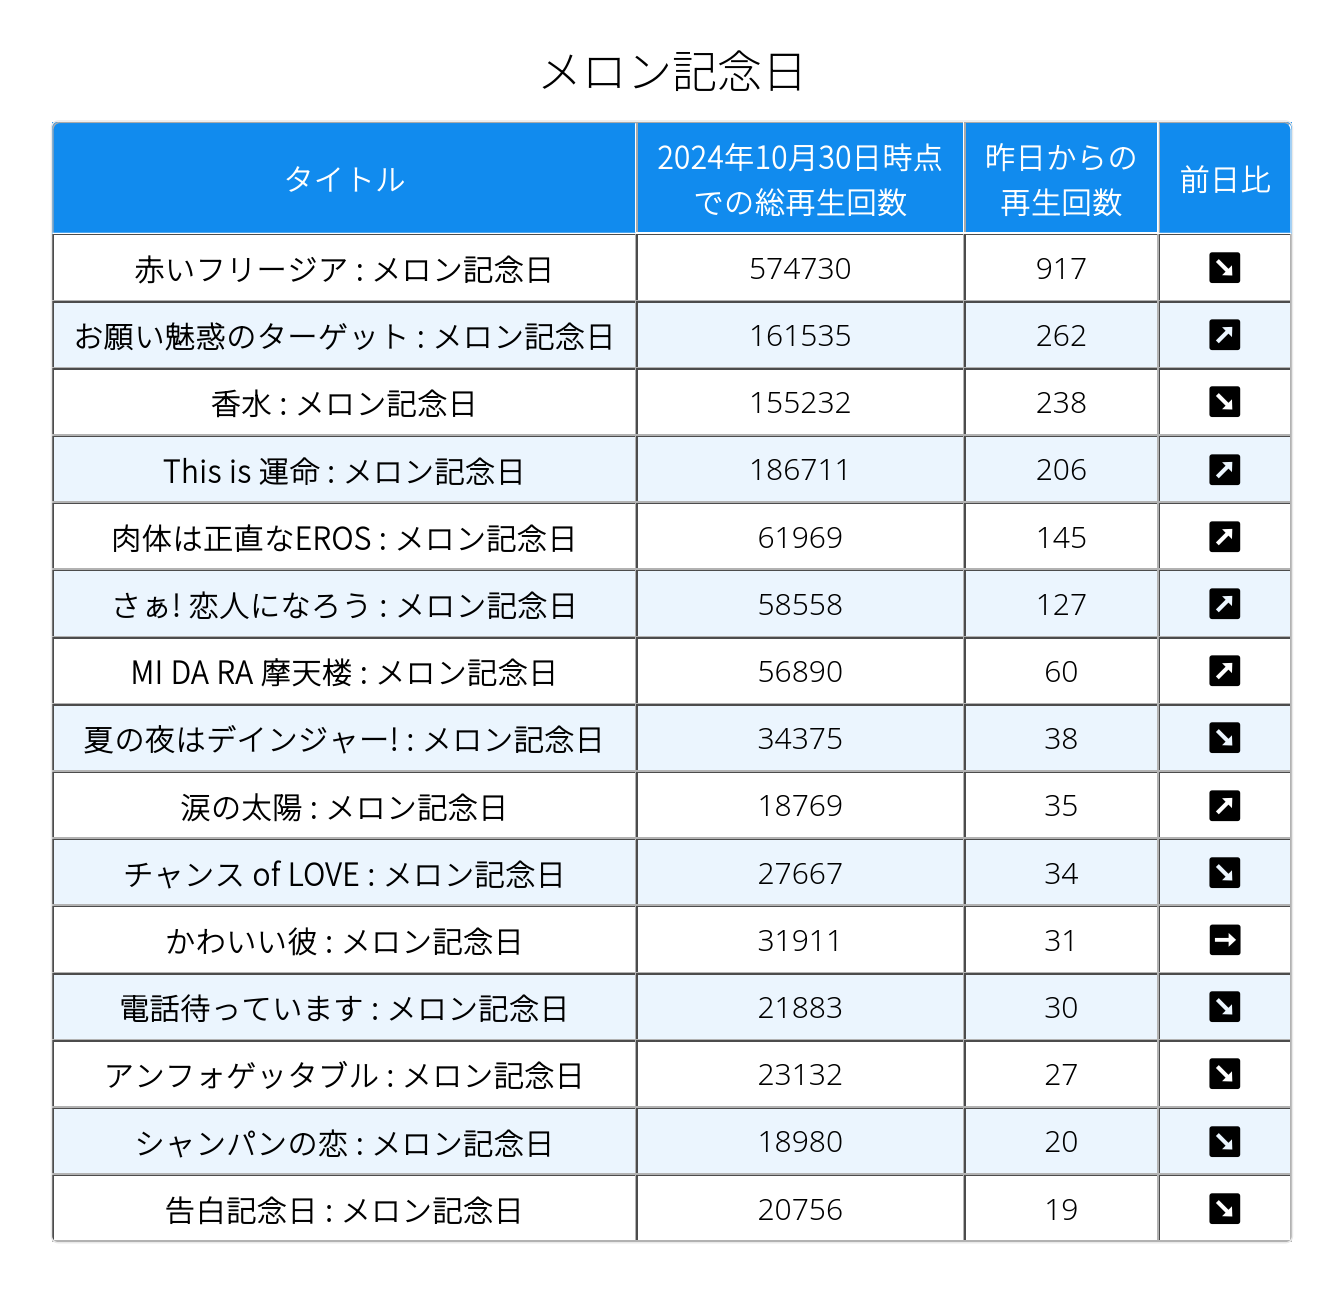 メロン記念日
タイトル
2024年10月30日時点
での総再生回数
昨日からの
再生回数
前日比
赤いフリージア : メロン記念日 574730 917 ↘
お願い魅惑のターゲット : メロン記念日 161535 262 ↗
香水 : メロン記念日 155232 238 ↘
This is 運命 : メロン記念日 186711 206 ↗
肉体は正直なEROS : メロン記念日 61969 145 ↗
さぁ! 恋人になろう : メロン記念日 58558 127 ↗
MI DA RA 摩天楼 : メロン記念日 56890 60 ↗
夏の夜はデインジャー! : メロン記念日 34375 38 ↘
涙の太陽 : メロン記念日 18769 35 ↗
チャンス of LOVE : メロン記念日 27667 34 ↘
かわいい彼 : メロン記念日 31911 31 →
電話待っています : メロン記念日 21883 30 ↘
アンフォゲッタブル : メロン記念日 23132 27 ↘
シャンパンの恋 : メロン記念日 18980 20 ↘
告白記念日 : メロン記念日 20756 19 ↘